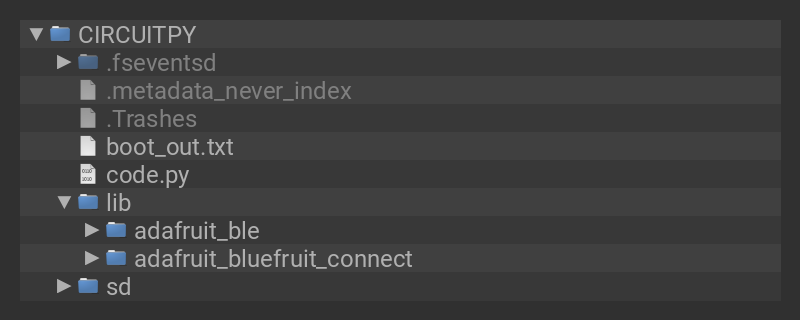 CIRCUITPY
.fseventsd
.metadata_never_index
.Trashes
boot_out.txt
code.py
lib
adafruit_ble
adafruit_bluefruit_connect
sd